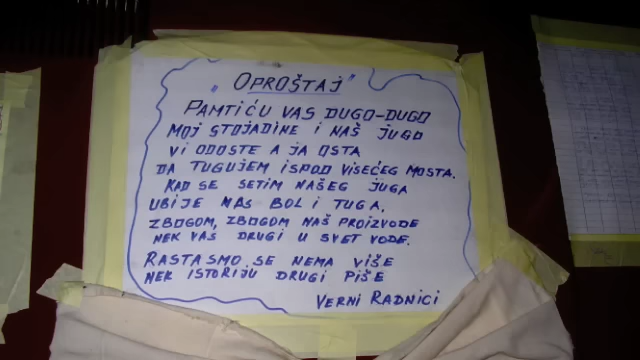 „OPROŠTAJ"
PAMTIĆU VAS DUGO-DUGO
MOJ STOJADINE I NAŠ JUGO
VI ODOSTE A JA OSTA
DA TUGUJEM ISPOD VISEĆEG MOSTA.
KAD SE SETIM NAŠEG JUGA
UBIJE NAS BOL I TUGA.
ZBOGOM, ZBOGOM NAŠ PROIZVODE
NEK VAS DRUGI U SVET VODE.
RASTASMO SE NEMA VIŠE
NEK ISTORIJU DRUGI PIŠE
VERNI RADNICI